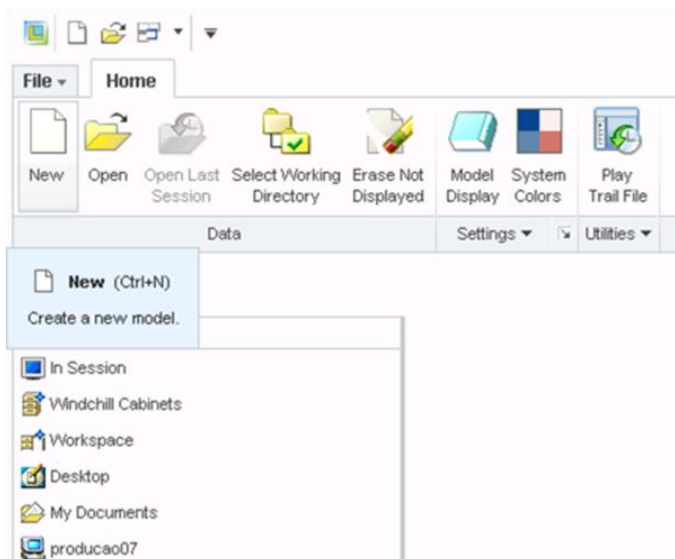 File
Home
New
Open
Open Last
Session
Select Working
Directory
Erase Not
Displayed
Model
Display
System
Colors
Play
Trail File
Data
Settings
Utilities
New (Ctrl+N)
Create a new model.
In Session
Windchill Cabinets
Workspace
Desktop
My Documents
producao07